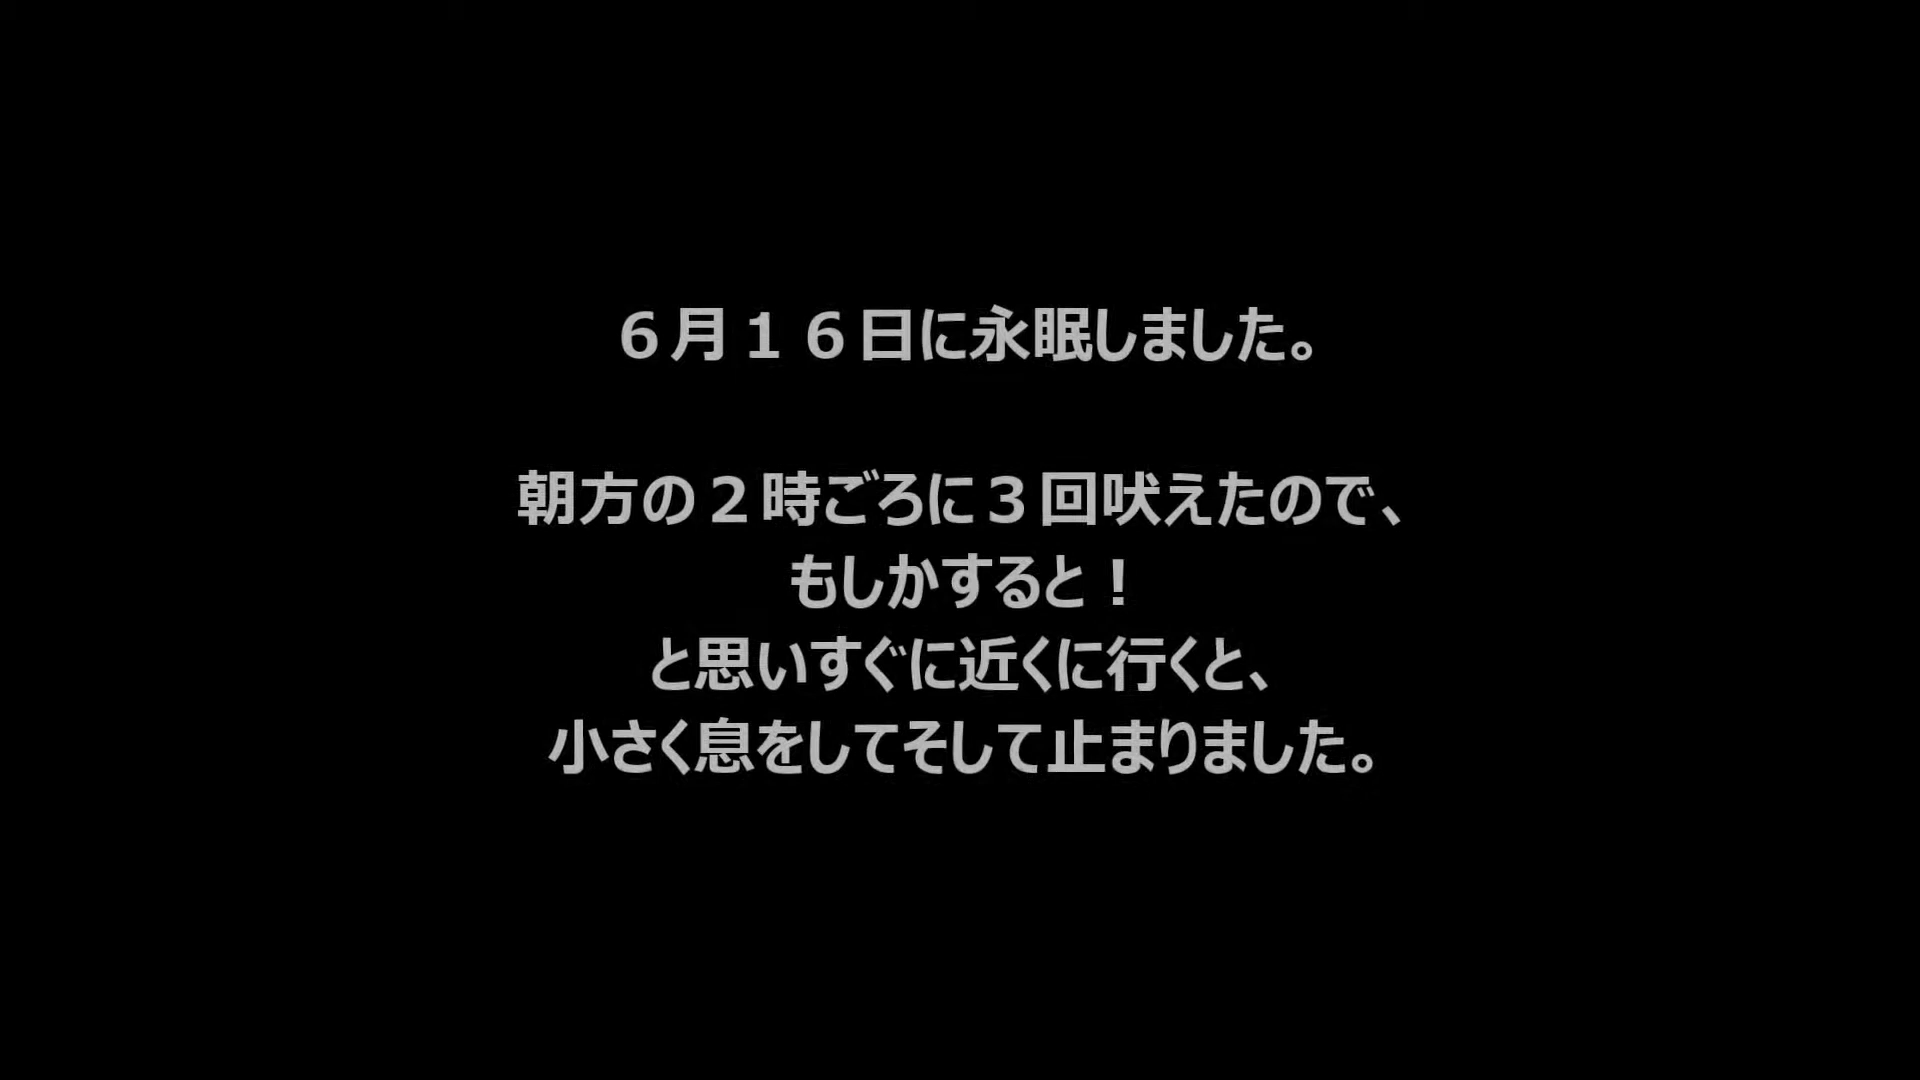 ６月１６日に永眠しました。
朝方の２時ごろに３回吠えたので、
もしかすると！
と思いすぐに近くに行くと、
小さく息をしてそして止まりました。